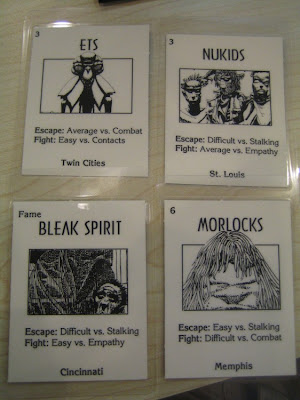 3
ETS
Escape: Average vs. Combat
Fight: Easy vs. Contacts
Twin Cities
3
NUKIDS
Escape: Difficult vs. Stalking
Fight: Average vs. Empathy
St. Louis
Fame
BLEAK SPIRIT
Escape: Difficult vs. Stalking
Fight: Easy vs. Empathy
Cincinnati
6
MORLOCKS
Escape: Easy vs. Stalking
Fight: Difficult vs. Combat
Memphis